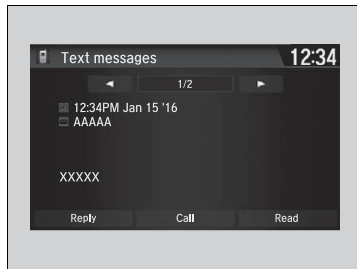 Text messages 12:34
1/2
12:34PM Jan 15 '16
AAAAA
XXXXX
Reply Call Read